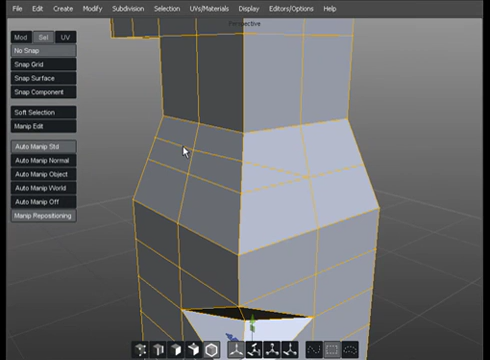 File Edit Create Modify Subdivision Selection UVs/Materials Display Editors/Options Help
Perspective
Mod Sel UV
No Snap
Snap Grid
Snap Surface
Snap Component
Soft Selection
Manip Edit
Auto Manip Std
Auto Manip Normal
Auto Manip Object
Auto Manip World
Auto Manip Off
Manip Repositioning